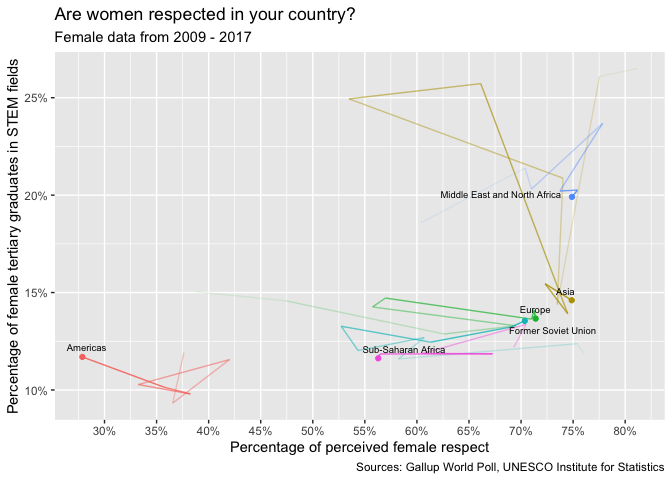 Are women respected in your country?
Female data from 2009 - 2017
Percentage of female tertiary graduates in STEM fields
25%
20%
15%
10%
Middle East and North Africa
Asia
Europe
Former Soviet Union
Americas
Sub-Saharan Africa
30%
35%
40%
45%
50%
55%
60%
65%
70%
75%
80%
Percentage of perceived female respect
Sources: Gallup World Poll, UNESCO Institute for Statistics